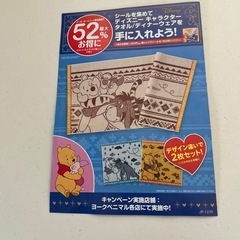 シールを集めて
ディズニー キャラクター
タオル/ディナーウェアを
手に入れよう!
最大
52%
お得に
Disney
デザイン違いで
2枚セット!
キャンペーン実施店舗:
ヨークベニマル各店にて実施中!